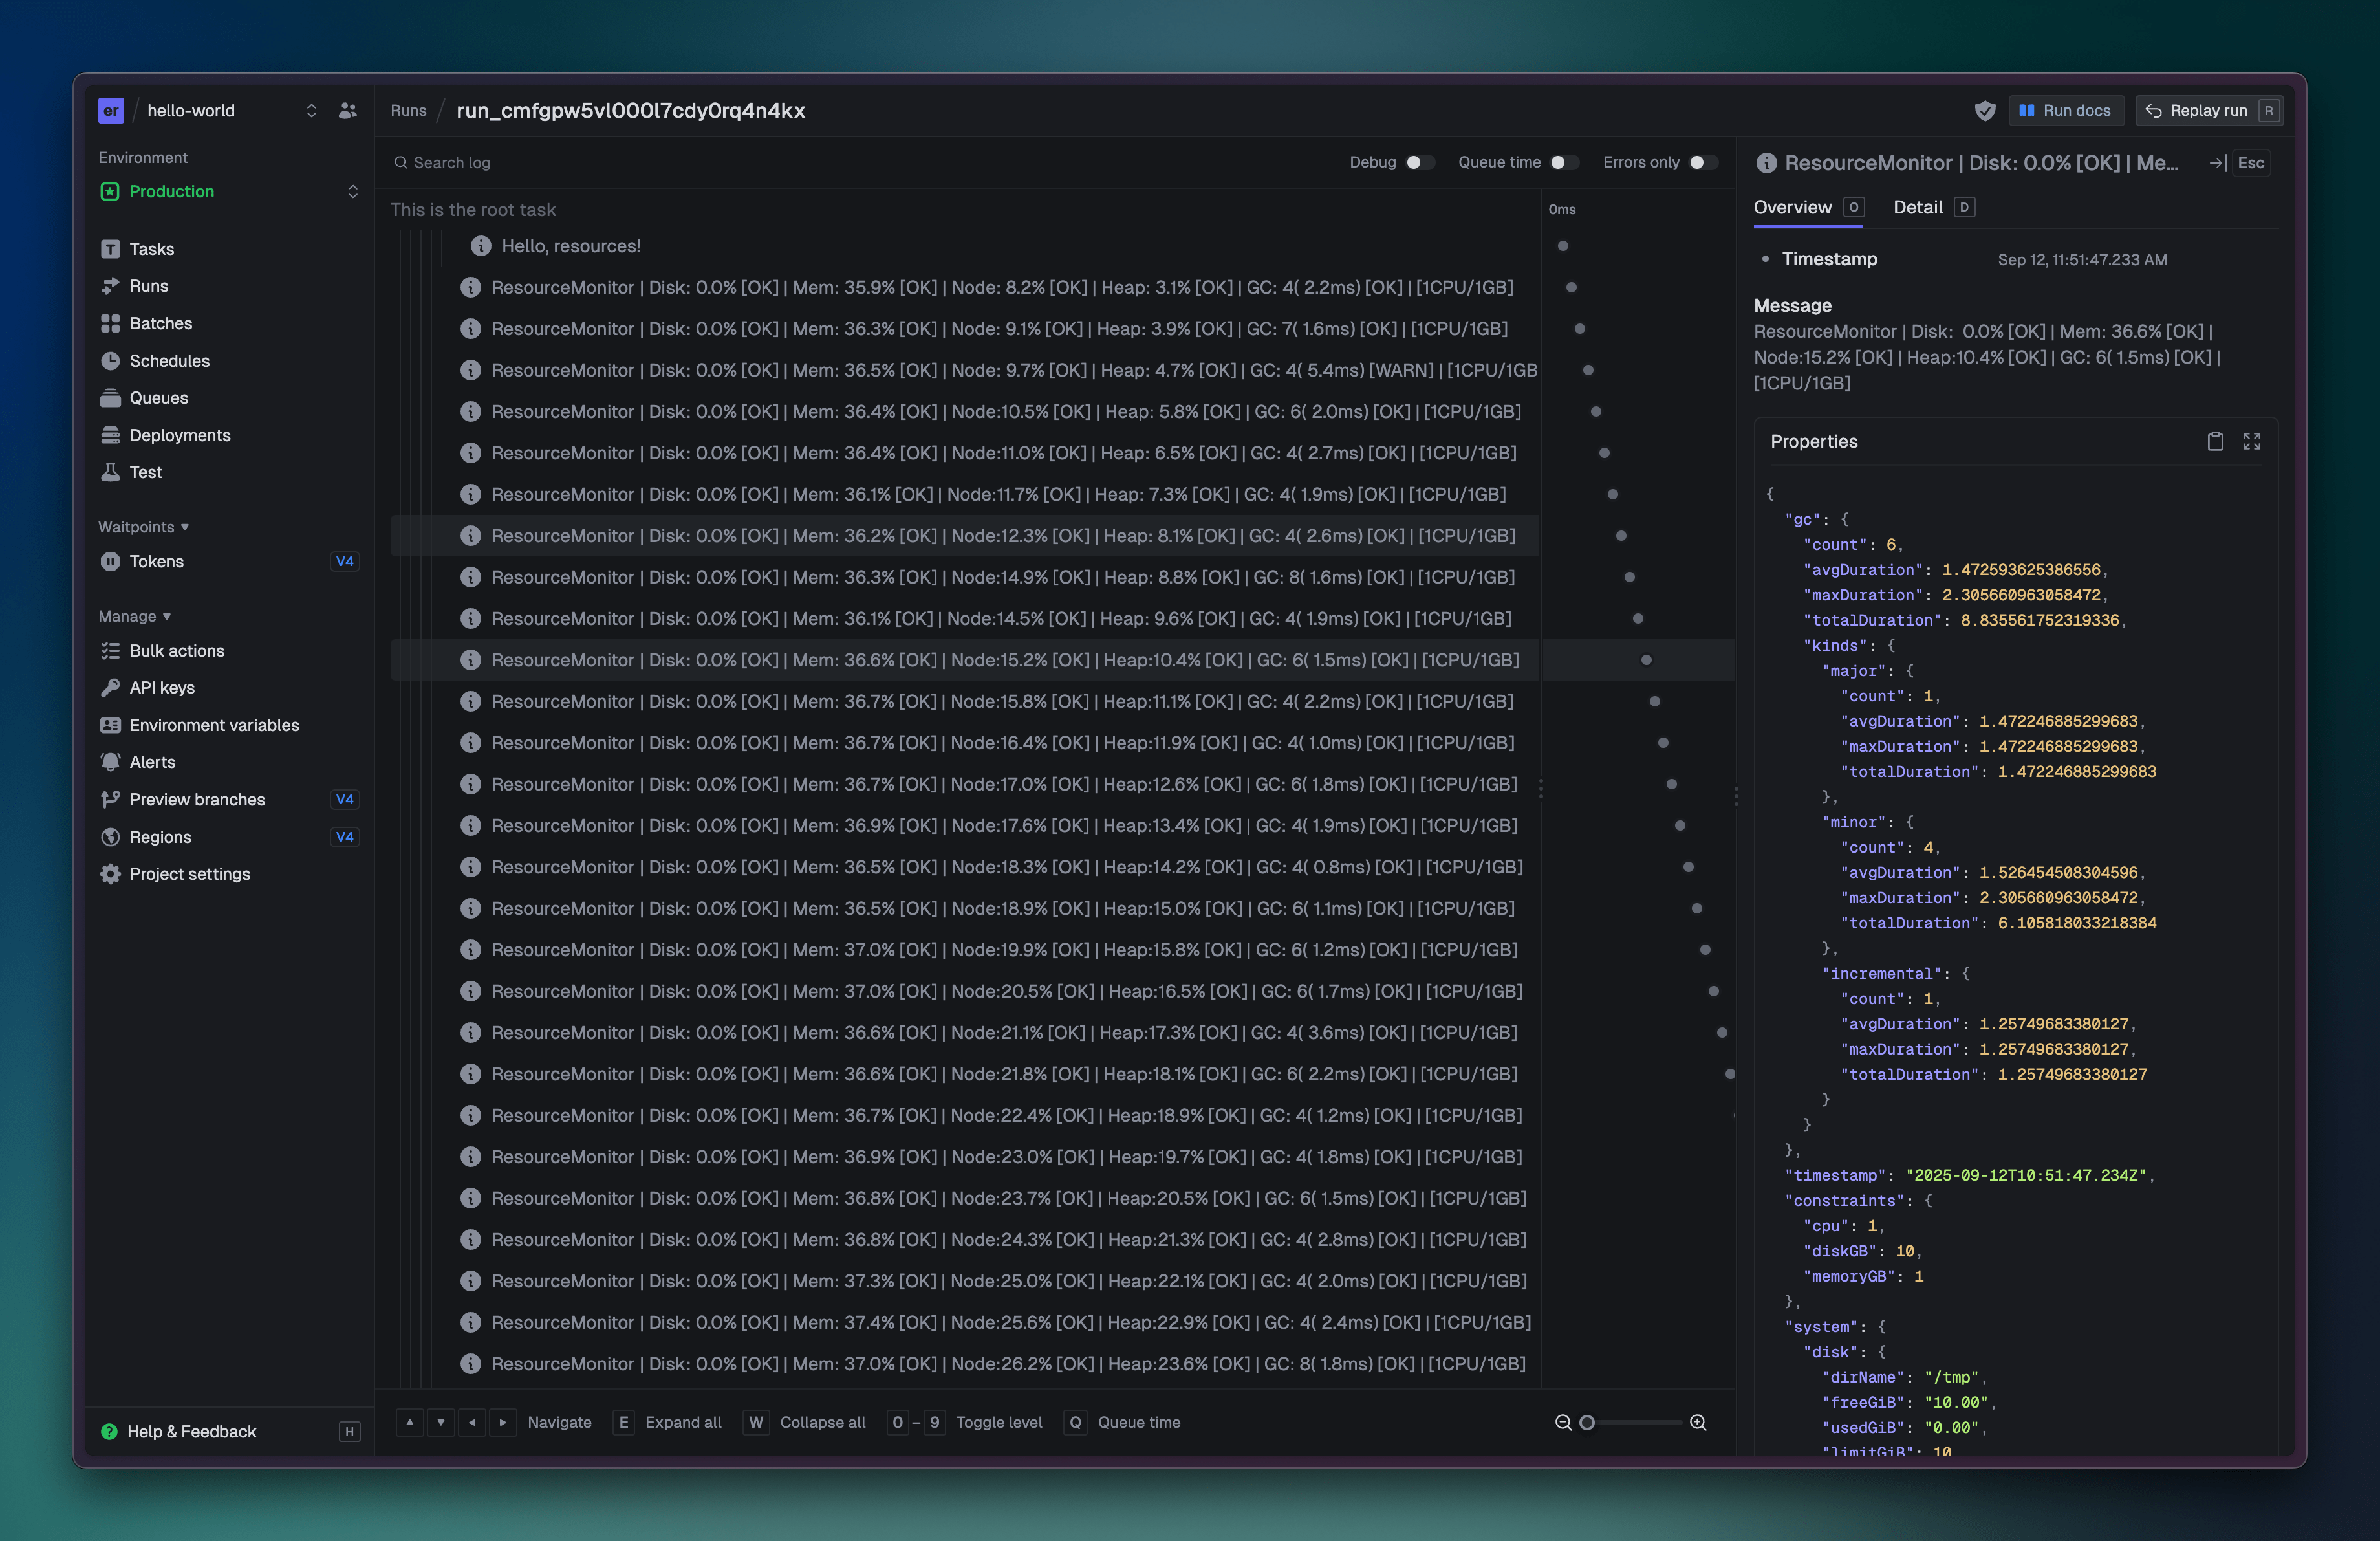 er / hello-world
Environment
Production
Tasks
Runs
Batches
Schedules
Queues
Deployments
Test
Waitpoints
Tokens V4
Manage
Bulk actions
API keys
Environment variables
Alerts
Preview branches V4
Regions V4
Project settings
? Help & Feedback H
Runs / run_cmfgpw5vl000l7cdy0rq4n4kx
Run docs
Replay run R
Search log
Debug
Queue time
Errors only
This is the root task
0ms
Hello, resources!
ResourceMonitor | Disk: 0.0% [OK] | Mem: 35.9% [OK] | Node: 8.2% [OK] | Heap: 3.1% [OK] | GC: 4( 2.2ms) [OK] | [1CPU/1GB]
ResourceMonitor | Disk: 0.0% [OK] | Mem: 36.3% [OK] | Node: 9.1% [OK] | Heap: 3.9% [OK] | GC: 7( 1.6ms) [OK] | [1CPU/1GB]
ResourceMonitor | Disk: 0.0% [OK] | Mem: 36.5% [OK] | Node: 9.7% [OK] | Heap: 4.7% [OK] | GC: 4( 5.4ms) [WARN] | [1CPU/1GB
ResourceMonitor | Disk: 0.0% [OK] | Mem: 36.4% [OK] | Node:10.5% [OK] | Heap: 5.8% [OK] | GC: 6( 2.0ms) [OK] | [1CPU/1GB]
ResourceMonitor | Disk: 0.0% [OK] | Mem: 36.4% [OK] | Node:11.0% [OK] | Heap: 6.5% [OK] | GC: 4( 2.7ms) [OK] | [1CPU/1GB]
ResourceMonitor | Disk: 0.0% [OK] | Mem: 36.1% [OK] | Node:11.7% [OK] | Heap: 7.3% [OK] | GC: 4( 1.9ms) [OK] | [1CPU/1GB]
ResourceMonitor | Disk: 0.0% [OK] | Mem: 36.2% [OK] | Node:12.3% [OK] | Heap: 8.1% [OK] | GC: 4( 2.6ms) [OK] | [1CPU/1GB]
ResourceMonitor | Disk: 0.0% [OK] | Mem: 36.3% [OK] | Node:14.9% [OK] | Heap: 8.8% [OK] | GC: 8( 1.6ms) [OK] | [1CPU/1GB]
ResourceMonitor | Disk: 0.0% [OK] | Mem: 36.1% [OK] | Node:14.5% [OK] | Heap: 9.6% [OK] | GC: 4( 1.9ms) [OK] | [1CPU/1GB]
ResourceMonitor | Disk: 0.0% [OK] | Mem: 36.6% [OK] | Node:15.2% [OK] | Heap:10.4% [OK] | GC: 6( 1.5ms) [OK] | [1CPU/1GB]
ResourceMonitor | Disk: 0.0% [OK] | Mem: 36.7% [OK] | Node:15.8% [OK] | Heap:11.1% [OK] | GC: 4( 2.2ms) [OK] | [1CPU/1GB]
ResourceMonitor | Disk: 0.0% [OK] | Mem: 36.7% [OK] | Node:16.4% [OK] | Heap:11.9% [OK] | GC: 4( 1.0ms) [OK] | [1CPU/1GB]
ResourceMonitor | Disk: 0.0% [OK] | Mem: 36.7% [OK] | Node:17.0% [OK] | Heap:12.6% [OK] | GC: 6( 1.8ms) [OK] | [1CPU/1GB]
ResourceMonitor | Disk: 0.0% [OK] | Mem: 36.9% [OK] | Node:17.6% [OK] | Heap:13.4% [OK] | GC: 4( 1.9ms) [OK] | [1CPU/1GB]
ResourceMonitor | Disk: 0.0% [OK] | Mem: 36.5% [OK] | Node:18.3% [OK] | Heap:14.2% [OK] | GC: 4( 0.8ms) [OK] | [1CPU/1GB]
ResourceMonitor | Disk: 0.0% [OK] | Mem: 36.5% [OK] | Node:18.9% [OK] | Heap:15.0% [OK] | GC: 6( 1.1ms) [OK] | [1CPU/1GB]
ResourceMonitor | Disk: 0.0% [OK] | Mem: 37.0% [OK] | Node:19.9% [OK] | Heap:15.8% [OK] | GC: 6( 1.2ms) [OK] | [1CPU/1GB]
ResourceMonitor | Disk: 0.0% [OK] | Mem: 37.0% [OK] | Node:20.5% [OK] | Heap:16.5% [OK] | GC: 6( 1.7ms) [OK] | [1CPU/1GB]
ResourceMonitor | Disk: 0.0% [OK] | Mem: 36.6% [OK] | Node:21.1% [OK] | Heap:17.3% [OK] | GC: 4( 3.6ms) [OK] | [1CPU/1GB]
ResourceMonitor | Disk: 0.0% [OK] | Mem: 36.6% [OK] | Node:21.8% [OK] | Heap:18.1% [OK] | GC: 6( 2.2ms) [OK] | [1CPU/1GB]
ResourceMonitor | Disk: 0.0% [OK] | Mem: 36.7% [OK] | Node:22.4% [OK] | Heap:18.9% [OK] | GC: 4( 1.2ms) [OK] | [1CPU/1GB]
ResourceMonitor | Disk: 0.0% [OK] | Mem: 36.9% [OK] | Node:23.0% [OK] | Heap:19.7% [OK] | GC: 4( 1.8ms) [OK] | [1CPU/1GB]
ResourceMonitor | Disk: 0.0% [OK] | Mem: 36.8% [OK] | Node:23.7% [OK] | Heap:20.5% [OK] | GC: 6( 1.5ms) [OK] | [1CPU/1GB]
ResourceMonitor | Disk: 0.0% [OK] | Mem: 36.8% [OK] | Node:24.3% [OK] | Heap:21.3% [OK] | GC: 4( 2.8ms) [OK] | [1CPU/1GB]
ResourceMonitor | Disk: 0.0% [OK] | Mem: 37.3% [OK] | Node:25.0% [OK] | Heap:22.1% [OK] | GC: 4( 2.0ms) [OK] | [1CPU/1GB]
ResourceMonitor | Disk: 0.0% [OK] | Mem: 37.4% [OK] | Node:25.6% [OK] | Heap:22.9% [OK] | GC: 4( 2.4ms) [OK] | [1CPU/1GB]
ResourceMonitor | Disk: 0.0% [OK] | Mem: 37.0% [OK] | Node:26.2% [OK] | Heap:23.6% [OK] | GC: 8( 1.8ms) [OK] | [1CPU/1GB]
Navigate E Expand all W Collapse all 0 – 9 Toggle level Q Queue time
ResourceMonitor | Disk: 0.0% [OK] | Me... Esc
Overview O Detail D
• Timestamp Sep 12, 11:51:47.233 AM
Message
ResourceMonitor | Disk:  0.0% [OK] | Mem: 36.6% [OK] |
Node:15.2% [OK] | Heap:10.4% [OK] | GC: 6( 1.5ms) [OK] |
[1CPU/1GB]
Properties
{
"gc": {
"count": 6,
"avgDuration": 1.472593625386556,
"maxDuration": 2.305660963058472,
"totalDuration": 8.835561752319336,
"kinds": {
"major": {
"count": 1,
"avgDuration": 1.472246885299683,
"maxDuration": 1.472246885299683,
"totalDuration": 1.472246885299683
},
"minor": {
"count": 4,
"avgDuration": 1.526454508304596,
"maxDuration": 2.305660963058472,
"totalDuration": 6.105818033218384
},
"incremental": {
"count": 1,
"avgDuration": 1.25749683380127,
"maxDuration": 1.25749683380127,
"totalDuration": 1.25749683380127
}
}
},
"timestamp": "2025-09-12T10:51:47.234Z",
"constraints": {
"cpu": 1,
"diskGB": 10,
"memoryGB": 1
},
"system": {
"disk": {
"dirName": "/tmp",
"freeGiB": "10.00",
"usedGiB": "0.00",
"limitGiB": 10